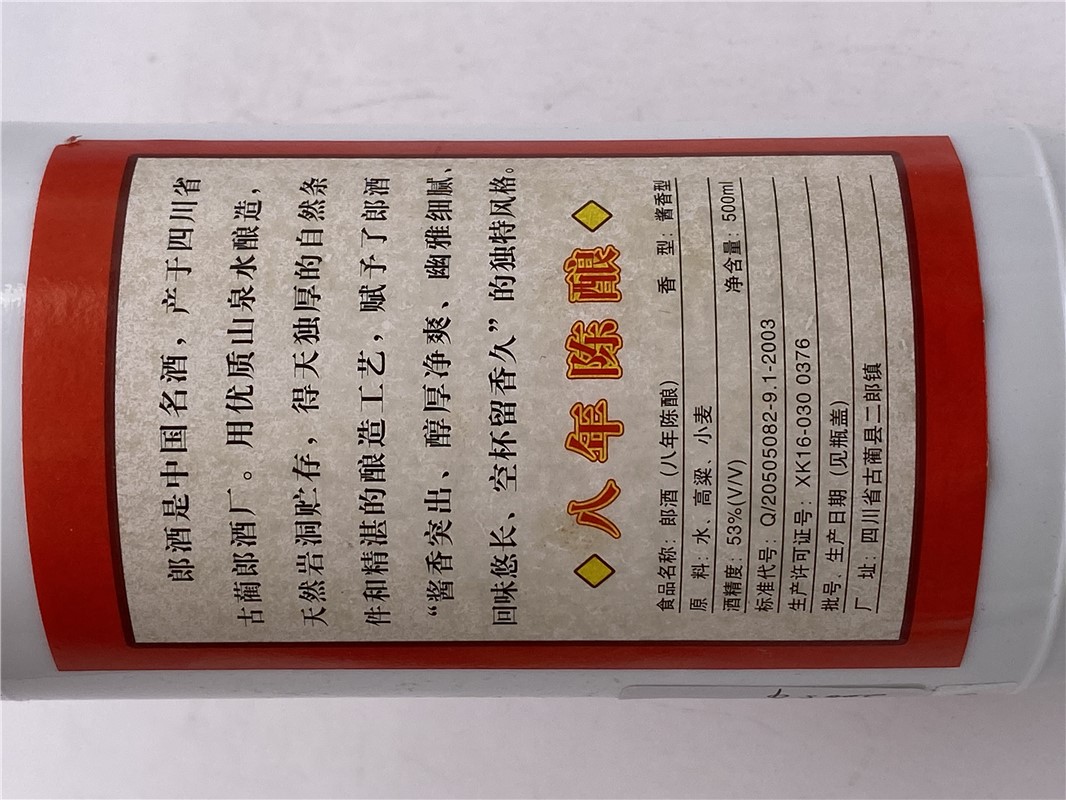 郎酒是中国名酒，产于四川省
古蔺郎酒厂。用优质山泉水酿造，
天然岩洞贮存，得天独厚的自然条
件和精湛的酿造工艺，赋予了郎酒
“酱香突出、醇厚净爽、幽雅细腻、
回味悠长、空杯留香久”的独特风格。
八年陈酿
食品名称：郎酒（八年陈酿） 香 型：酱香型
原 料：水、高粱、小麦
酒精度：53%(V/V) 净含量：500ml
标准代号：Q/20505082-9.1-2003
生产许可证号：XK16-030 0376
批号、生产日期（见瓶盖）
厂 址：四川省古蔺县二郎镇